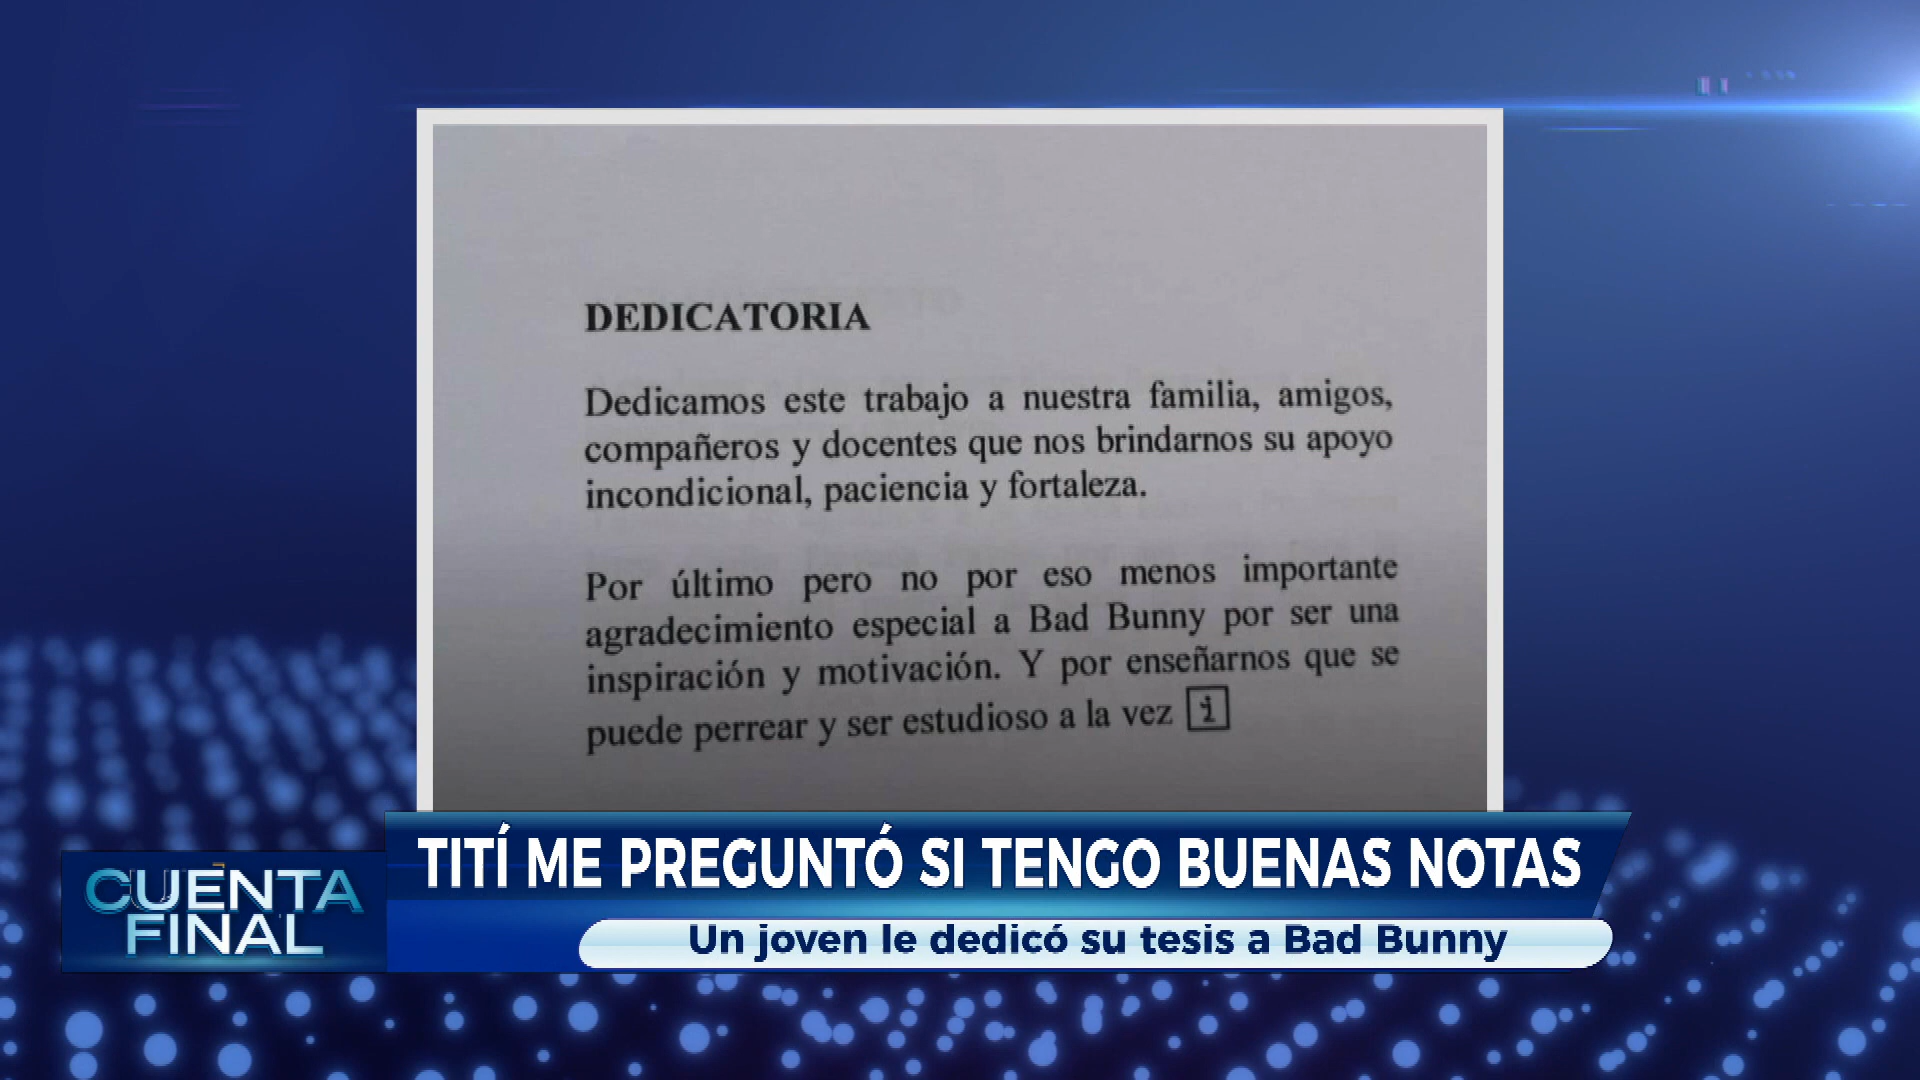 DEDICATORIA
Dedicamos este trabajo a nuestra familia, amigos,
compañeros y docentes que nos brindarnos su apoyo
incondicional, paciencia y fortaleza.
Por último pero no por eso menos importante
agradecimiento especial a Bad Bunny por ser una
inspiración y motivación. Y por enseñarnos que se
puede perrear y ser estudioso a la vez
TITÍ ME PREGUNTÓ SI TENGO BUENAS NOTAS
CUENTA
FINAL
Un joven le dedicó su tesis a Bad Bunny